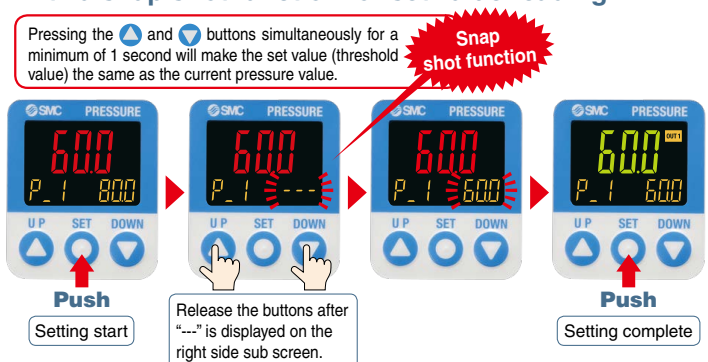 Pressing the and buttons simultaneously for a
minimum of 1 second will make the set value (threshold
value) the same as the current pressure value.
Snap
shot function
SMC PRESSURE
60.0
P_1 80.0
UP SET DOWN
Push
Setting start
SMC PRESSURE
60.0
P_1 ---
UP SET DOWN
Release the buttons after
“---” is displayed on the
right side sub screen.
SMC PRESSURE
60.0
P_1 60.0
UP SET DOWN
SMC PRESSURE
60.0 OUT1
P_1 60.0
UP SET DOWN
Push
Setting complete